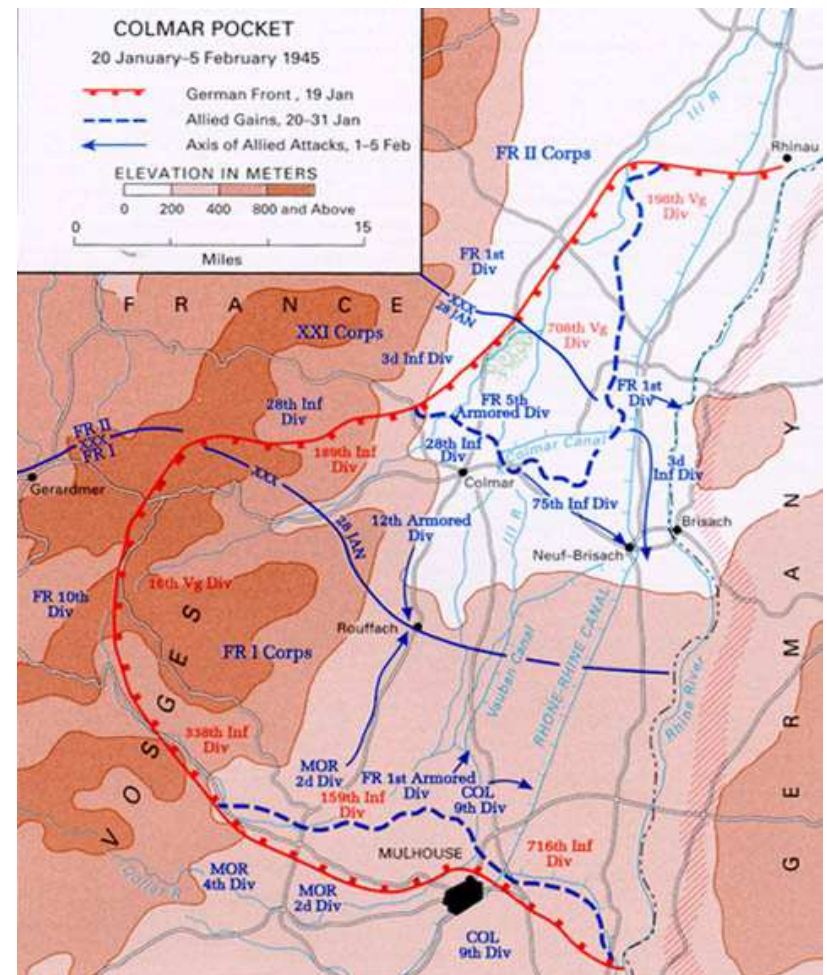 COLMAR POCKET
20 January–5 February 1945
German Front, 19 Jan
Allied Gains, 20–31 Jan
Axis of Allied Attacks, 1–5 Feb
ELEVATION IN METERS
0 200 400 800 and Above
0 15
Miles
Ill R
Rhinau
FR II Corps
198th Vg
Div
FR 1st
Div
XXX
28 JAN
FRANCE
XXI Corps
708th Vg
Div
3d Inf Div
FR 1st
Div
FR 5th
Armored Div
28th Inf
Div
FR II
XXX
FR I
189th Inf
Div
28th Inf
Div
Colmar Canal
3d
Inf Div
Gerardmer
Colmar
XXX
28 JAN
75th Inf Div
12th Armored
Div
Ill R
Brisach
Neuf-Brisach
16th Vg Div
FR 10th
Div
GERMANY
Rouffach
FR I Corps
VOSGES
Vauban Canal
RHONE-RHINE CANAL
Rhine River
338th Inf
Div
MOR
2d Div
FR 1st Armored
Div
COL
9th Div
159th Inf
Div
MULHOUSE
716th Inf
Div
MOR
4th Div
MOR
2d Div
COL
9th Div